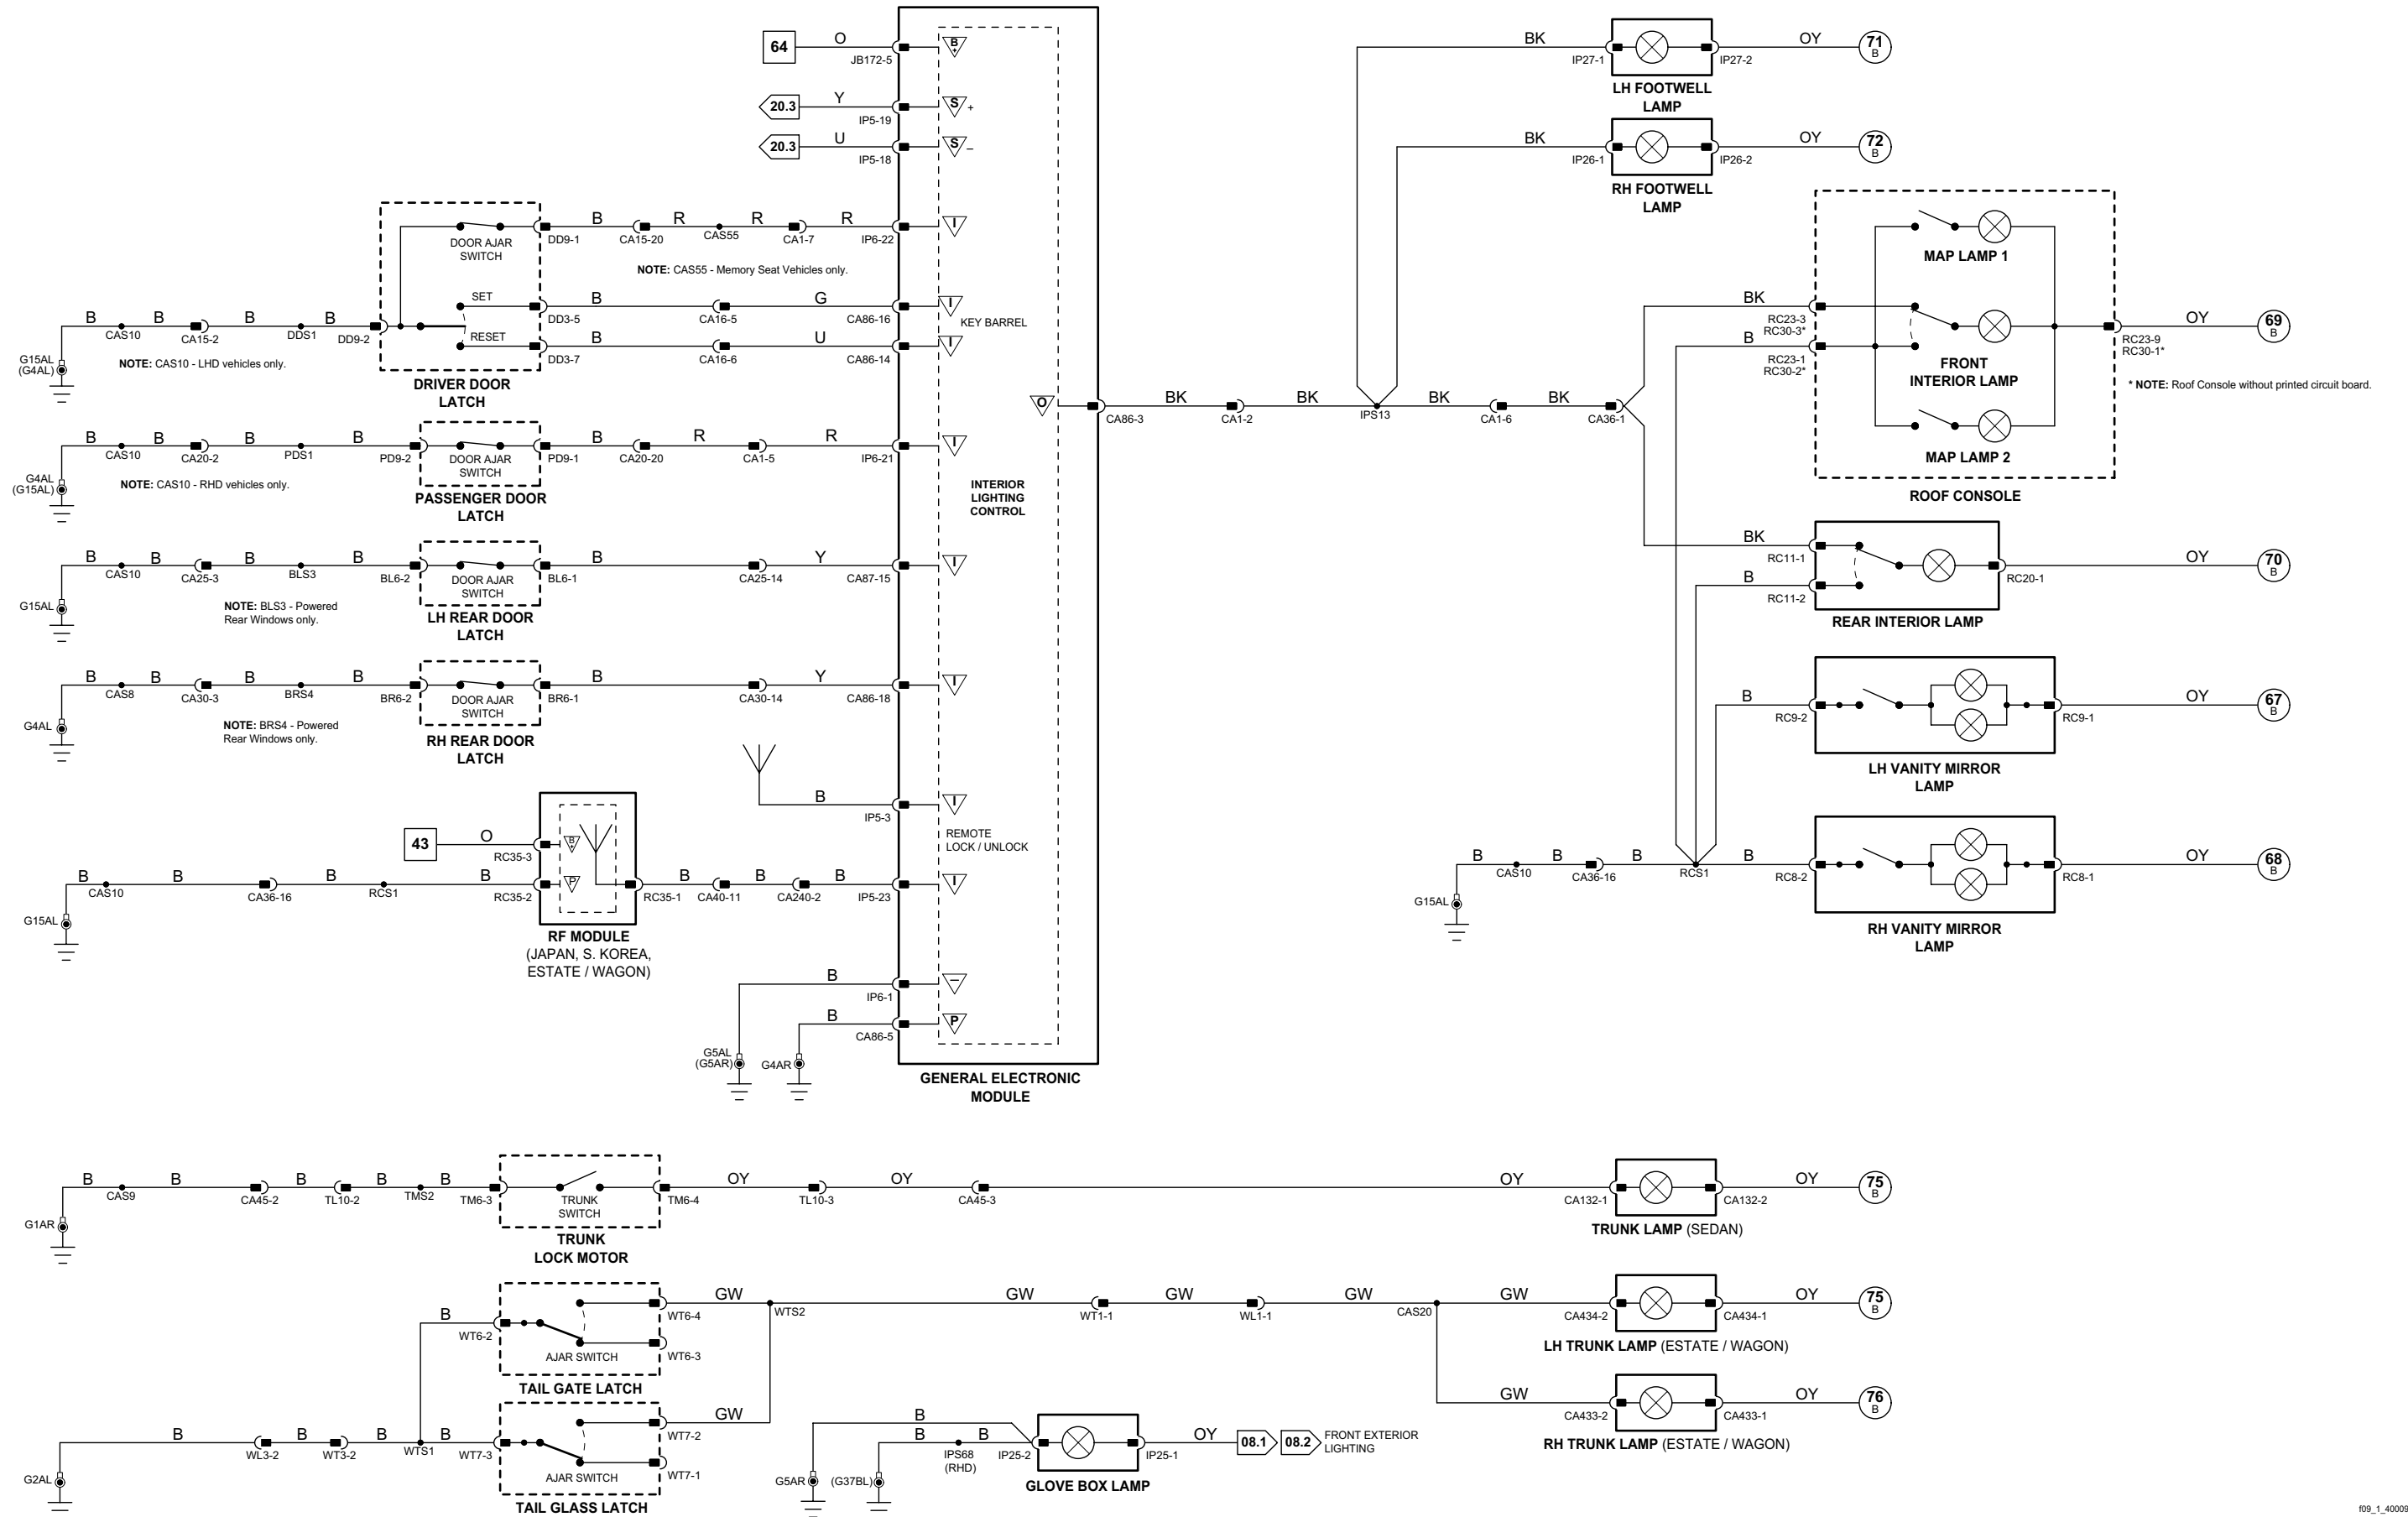 64
O
JB172-5
B
+
20.3
Y
IP5-19
S
+
20.3
U
IP5-18
S
–
DOOR AJAR
SWITCH
DD9-1
B
CA15-20
R
CAS55
R
CA1-7
R
IP6-22
I
NOTE: CAS55 - Memory Seat Vehicles only.
B
CAS10
B
CA15-2
B
DDS1
B
DD9-2
G15AL
(G4AL)
NOTE: CAS10 - LHD vehicles only.
SET
RESET
DD3-5
B
CA16-5
G
CA86-16
I
KEY BARREL
DD3-7
B
CA16-6
U
CA86-14
I
DRIVER DOOR
LATCH
B
CAS10
B
CA20-2
B
PDS1
B
PD9-2
DOOR AJAR
SWITCH
PD9-1
B
CA20-20
R
CA1-5
R
IP6-21
I
G4AL
(G15AL)
NOTE: CAS10 - RHD vehicles only.
PASSENGER DOOR
LATCH
INTERIOR
LIGHTING
CONTROL
B
CAS10
B
CA25-3
B
BLS3
B
BL6-2
DOOR AJAR
SWITCH
BL6-1
B
CA25-14
Y
CA87-15
I
G15AL
NOTE: BLS3 - Powered
Rear Windows only.
LH REAR DOOR
LATCH
B
CAS8
B
CA30-3
B
BRS4
B
BR6-2
DOOR AJAR
SWITCH
BR6-1
B
CA30-14
Y
CA86-18
I
G4AL
NOTE: BRS4 - Powered
Rear Windows only.
RH REAR DOOR
LATCH
B
IP5-3
I
REMOTE
LOCK / UNLOCK
43
O
RC35-3
B
+
B
CAS10
B
CA36-16
B
RCS1
B
RC35-2
P
RC35-1
B
CA40-11
B
CA240-2
B
IP5-23
I
G15AL
RF MODULE
(JAPAN, S. KOREA,
ESTATE / WAGON)
B
IP6-1
–
B
CA86-5
P
G5AL
(G5AR)
G4AR
GENERAL ELECTRONIC
MODULE
O
CA86-3
BK
CA1-2
BK
IPS13
BK
CA1-6
BK
CA36-1
BK
IP27-1
IP27-2
OY
71
B
LH FOOTWELL
LAMP
BK
IP26-1
IP26-2
OY
72
B
RH FOOTWELL
LAMP
MAP LAMP 1
BK
RC23-3
RC30-3*
B
RC23-1
RC30-2*
FRONT
INTERIOR LAMP
RC23-9
RC30-1*
OY
69
B
* NOTE: Roof Console without printed circuit board.
MAP LAMP 2
ROOF CONSOLE
BK
RC11-1
B
RC11-2
RC20-1
OY
70
B
REAR INTERIOR LAMP
B
RC9-2
RC9-1
OY
67
B
LH VANITY MIRROR
LAMP
B
CAS10
B
CA36-16
B
RCS1
B
RC8-2
RC8-1
OY
68
B
G15AL
RH VANITY MIRROR
LAMP
B
CAS9
B
CA45-2
B
TL10-2
B
TMS2
B
TM6-3
TRUNK
SWITCH
TM6-4
OY
TL10-3
OY
CA45-3
OY
CA132-1
CA132-2
OY
75
B
G1AR
TRUNK
LOCK MOTOR
TRUNK LAMP (SEDAN)
B
WT6-2
AJAR SWITCH
WT6-4
WT6-3
GW
WTS2
GW
WT1-1
GW
WL1-1
GW
CAS20
GW
CA434-2
CA434-1
OY
75
B
TAIL GATE LATCH
LH TRUNK LAMP (ESTATE / WAGON)
B
WL3-2
B
WT3-2
B
WTS1
B
WT7-3
AJAR SWITCH
WT7-2
WT7-1
GW
G2AL
TAIL GLASS LATCH
B
B
IPS68
(RHD)
B
IP25-2
IP25-1
OY
08.1
08.2
FRONT EXTERIOR
LIGHTING
G5AR
(G37BL)
GLOVE BOX LAMP
GW
CA433-2
CA433-1
OY
76
B
RH TRUNK LAMP (ESTATE / WAGON)
f09_1_40009